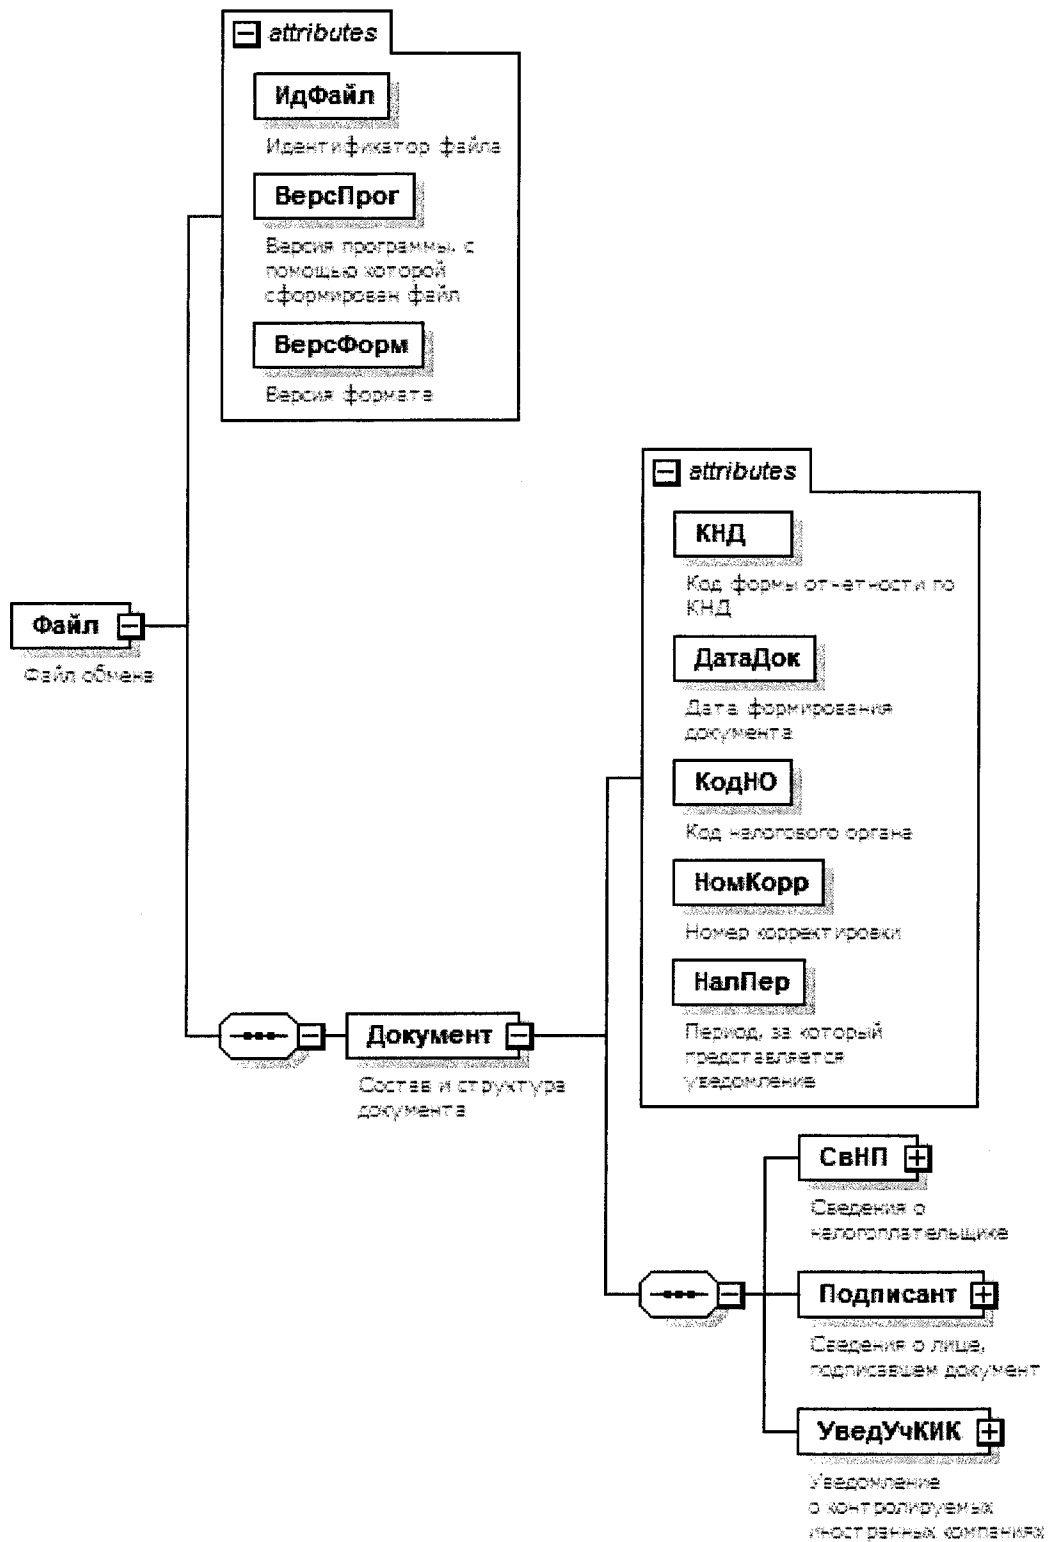 attributes
ИдФайл
Идентификатор файла
ВерсПрог
Версия программы, с
помощью которой
сформирован файл
ВерсФорм
Версия формата
Файл
Файл обмена
attributes
КНД
Код формы отчетности по
КНД
ДатаДок
Дата формирования
документа
КодНО
Код налогового органа
НомКорр
Номер корректировки
НалПер
Период, за который
представляется
уведомление
Документ
Состав и структура
документа
СвНП
Сведения о
налогоплательщике
Подписант
Сведения о лице,
подписавшем документ
УведУчКИК
Уведомление
о контролируемых
иностранных компаниях